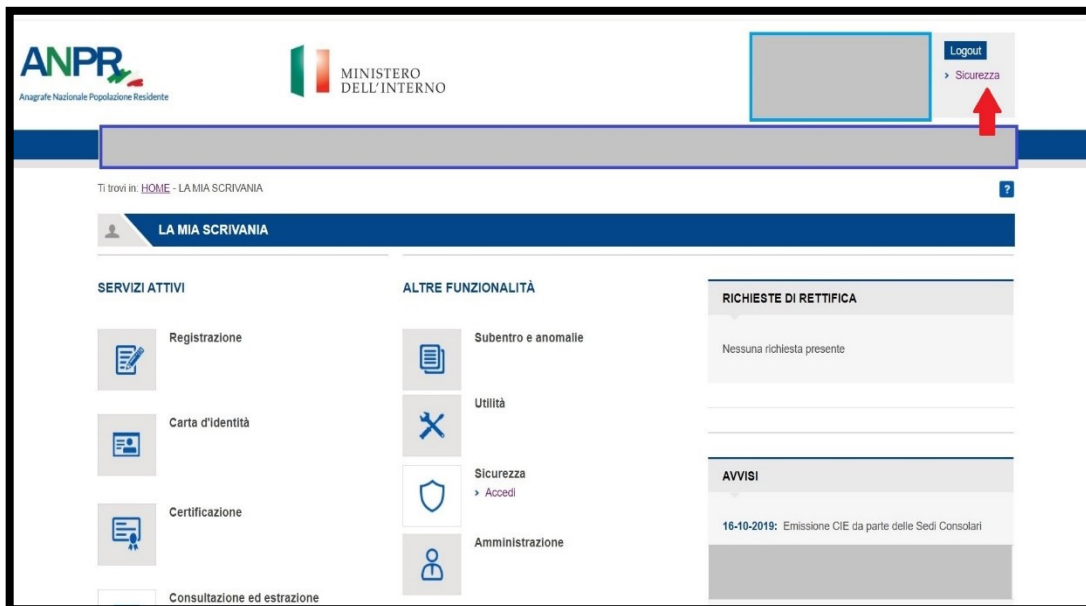 ANPR
Anagrafe Nazionale Popolazione Residente
MINISTERO
DELL'INTERNO
Logout
Sicurezza
Ti trovi in: HOME - LA MIA SCRIVANIA
?
LA MIA SCRIVANIA
SERVIZI ATTIVI
Registrazione
Carta d'identità
Certificazione
Consultazione ed estrazione
ALTRE FUNZIONALITÀ
Subentro e anomalie
Utilità
Sicurezza
Accedi
Amministrazione
RICHIESTE DI RETTIFICA
Nessuna richiesta presente
AVVISI
16-10-2019: Emissione CIE da parte delle Sedi Consolari